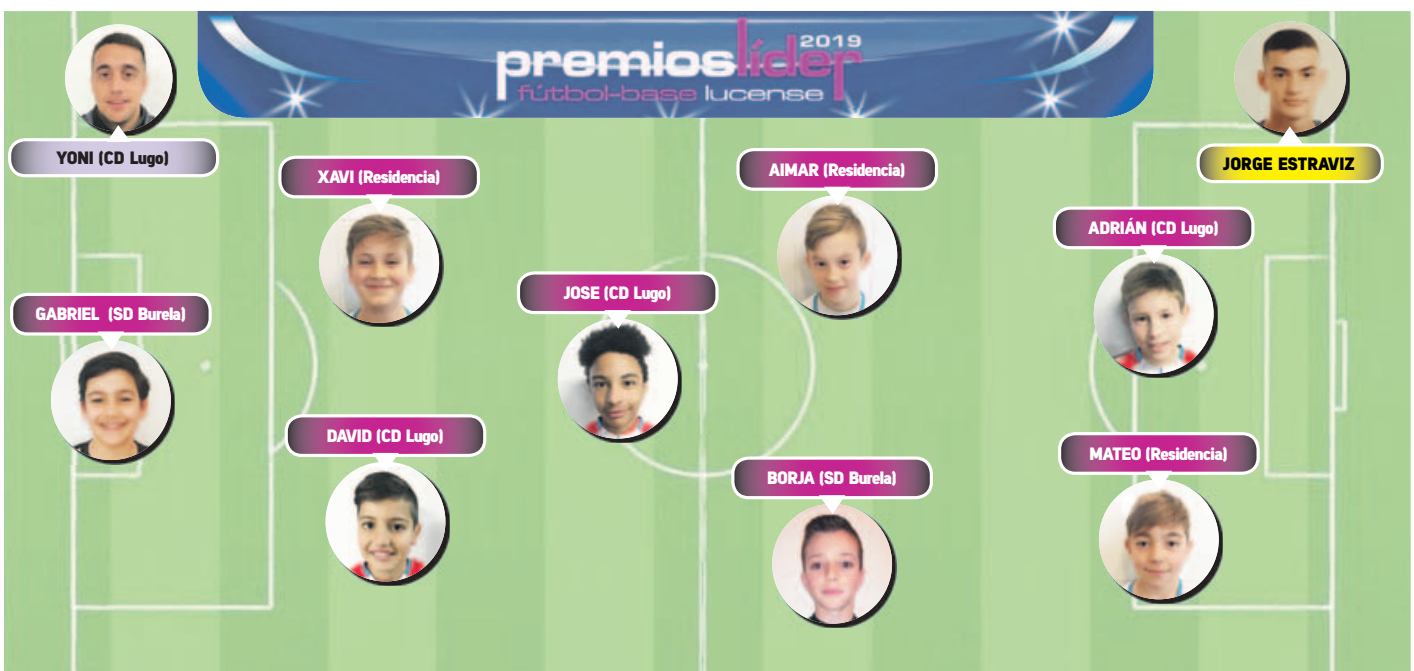 premioslíder 2019
fútbol-base lucense
YONI (CD Lugo)
JORGE ESTRAVIZ
XAVI (Residencia)
AIMAR (Residencia)
ADRIÁN (CD Lugo)
JOSE (CD Lugo)
GABRIEL (SD Burela)
DAVID (CD Lugo)
MATEO (Residencia)
BORJA (SD Burela)